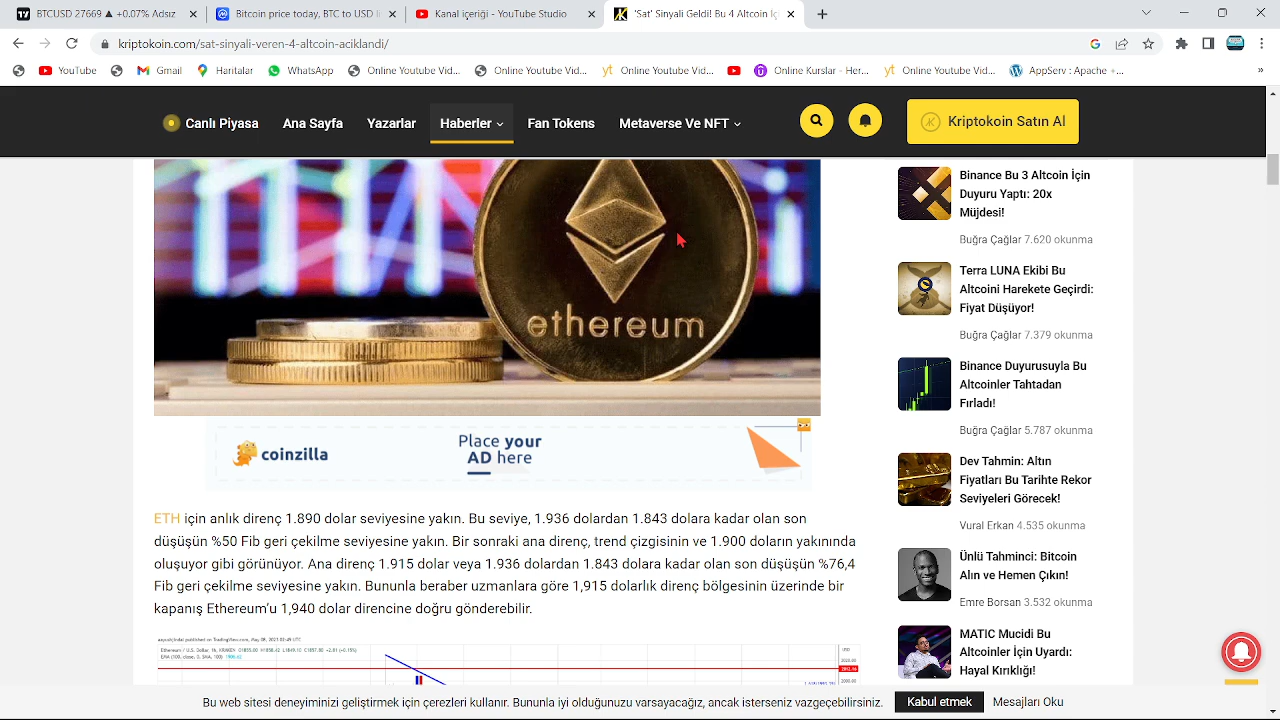 BTCUSD 27669 ▲ +0.07% Adsız
Bitcoin price today, BTC to USD li
Kanal içeriği - YouTube Studio
'Sat' Sinyali Geldi! Bu 4 Altcoin İç
kriptokoin.com/sat-sinyali-veren-4-altcoin-aciklandi/
YouTube
Gmail
Haritalar
WhatsApp
Online Youtube Vid...
Online Youtube Vid...
Online Youtube Vid...
Online Kurslar - Her...
Online Youtube Vid...
AppServ : Apache +...
Canlı Piyasa
Ana Sayfa
Yazarlar
Haberler
Fan Tokens
Metaverse Ve NFT
Kriptokoin Satın Al
ethereum
coinzilla
Place your
AD here
ETH için anlık direnç 1.890 dolar seviyesine yakın. Bu seviye, 1.936 dolardan 1.843 dolara kadar olan son
düşüşün %50 Fib geri çekilme seviyesine yakın. Bir sonraki ana direnç, trend çizgisinin ve 1.900 doların yakınında
oluşuyor gibi görünüyor. Ana direnç 1.915 dolar veya 1.936 dolardan 1.843 dolara kadar olan son düşüşün %76,4
Fib geri çekilme seviyesine yakın. Bununla beraber uzmanlara göre 1,915 dolarlık direnç bölgesinin üzerinde bir
kapanış Ethereum'u 1,940 dolar direncine doğru gönderebilir.
Binance Bu 3 Altcoin İçin
Duyuru Yaptı: 20x
Müjdesi!
Buğra Çağlar 7.620 okunma
Terra LUNA Ekibi Bu
Altcoini Harekete Geçirdi:
Fiyat Düşüyor!
Buğra Çağlar 7.379 okunma
Binance Duyurusuyla Bu
Altcoinler Tahtadan
Fırladı!
Buğra Çağlar 5.787 okunma
Dev Tahmin: Altın
Fiyatları Bu Tarihte Rekor
Seviyeleri Görecek!
Vural Erkan 4.535 okunma
Ünlü Tahminci: Bitcoin
Alın ve Hemen Çıkın!
Emre Borsan 3.532 okunma
MATIC Mucidi Bu
Altcoinler İçin Uyardı:
Hayal Kırıklığı!
Bu site deneyiminizi geliştirmek için çerezleri kullanır. Bununla iyi olduğunuzu varsayacağız, ancak isterseniz vazgeçebilirsiniz.
Kabul etmek
Mesajları Oku